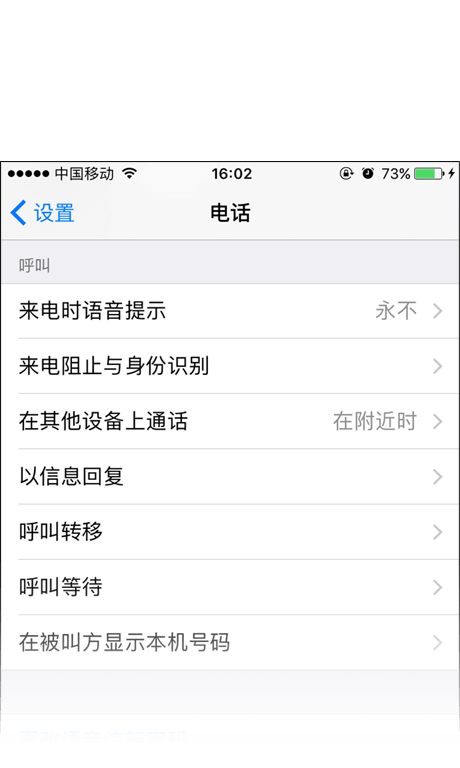 中国移动 16:02 73%
设置 电话
呼叫
来电时语音提示 永不
来电阻止与身份识别
在其他设备上通话 在附近时
以信息回复
呼叫转移
呼叫等待
在被叫方显示本机号码